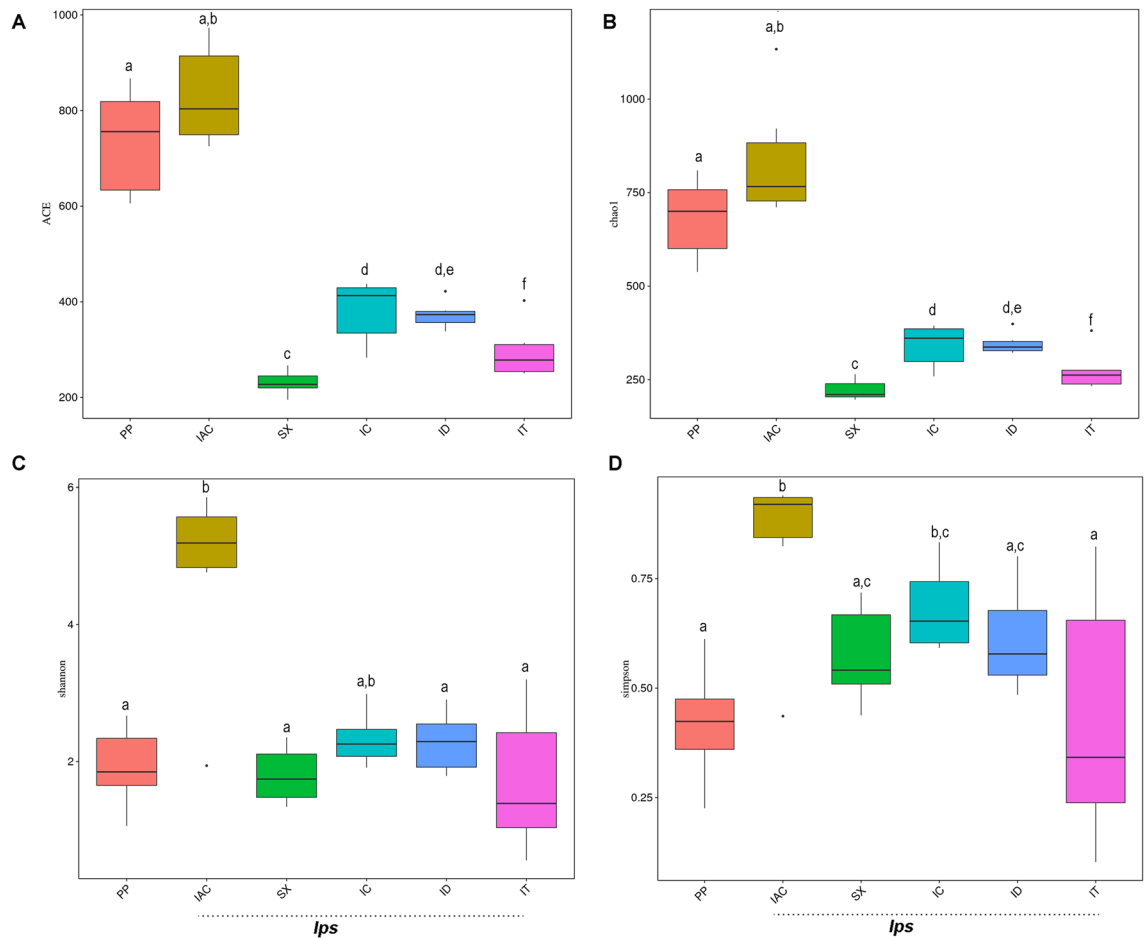 A
ACE
1000
800
600
400
200
a
a,b
c
d
d,e
f
PP
IAC
SX
IC
ID
IT
B
chao1
1000
750
500
250
a
a,b
c
d
d,e
f
PP
IAC
SX
IC
ID
IT
C
shannon
6
4
2
a
b
a
a,b
a
a
PP
IAC
SX
IC
ID
IT
Ips
D
simpson
0.75
0.50
0.25
a
b
a,c
b,c
a,c
a
PP
IAC
SX
IC
ID
IT
Ips